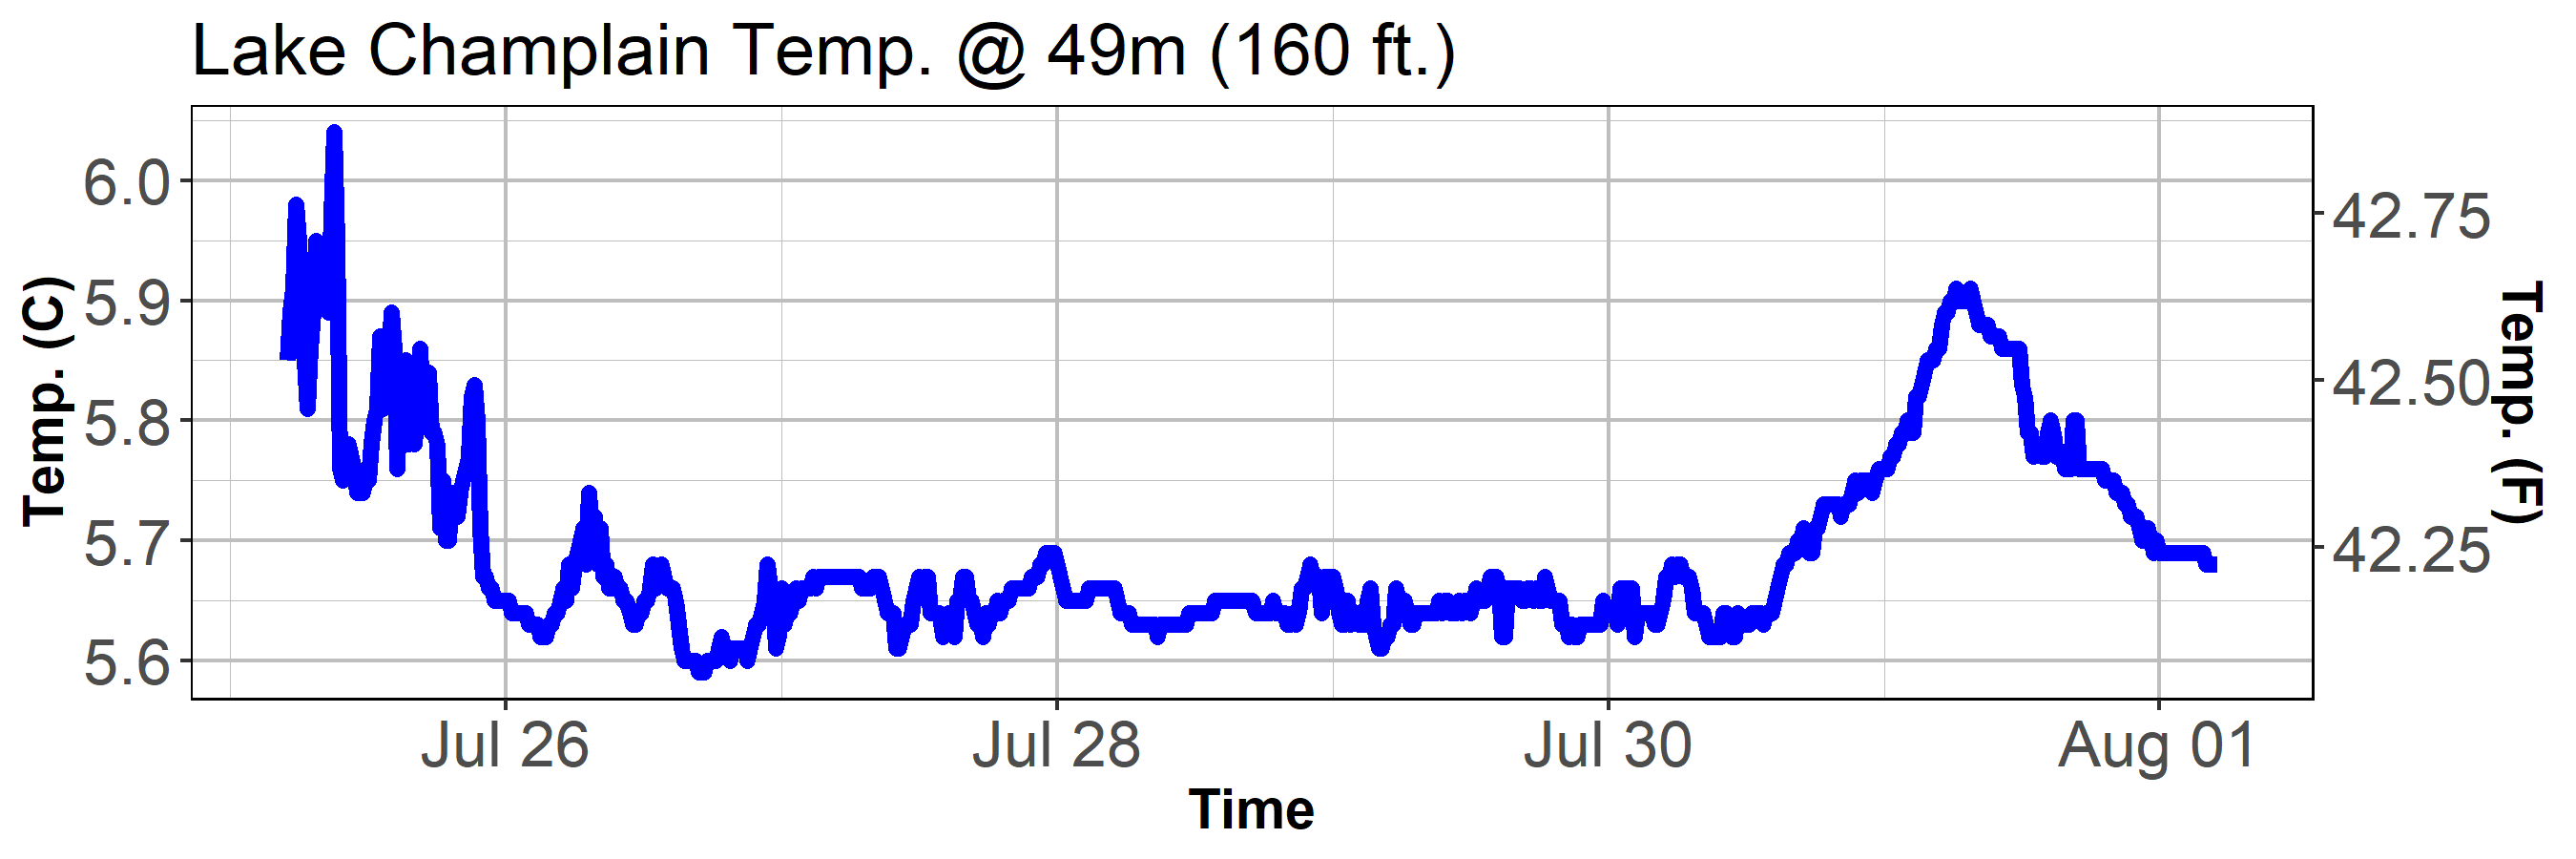 Lake Champlain Temp. @ 49m (160 ft.)
Temp. (C)
6.0
5.9
5.8
5.7
5.6
42.75
42.50
42.25
Temp. (F)
Jul 26
Jul 28
Jul 30
Aug 01
Time